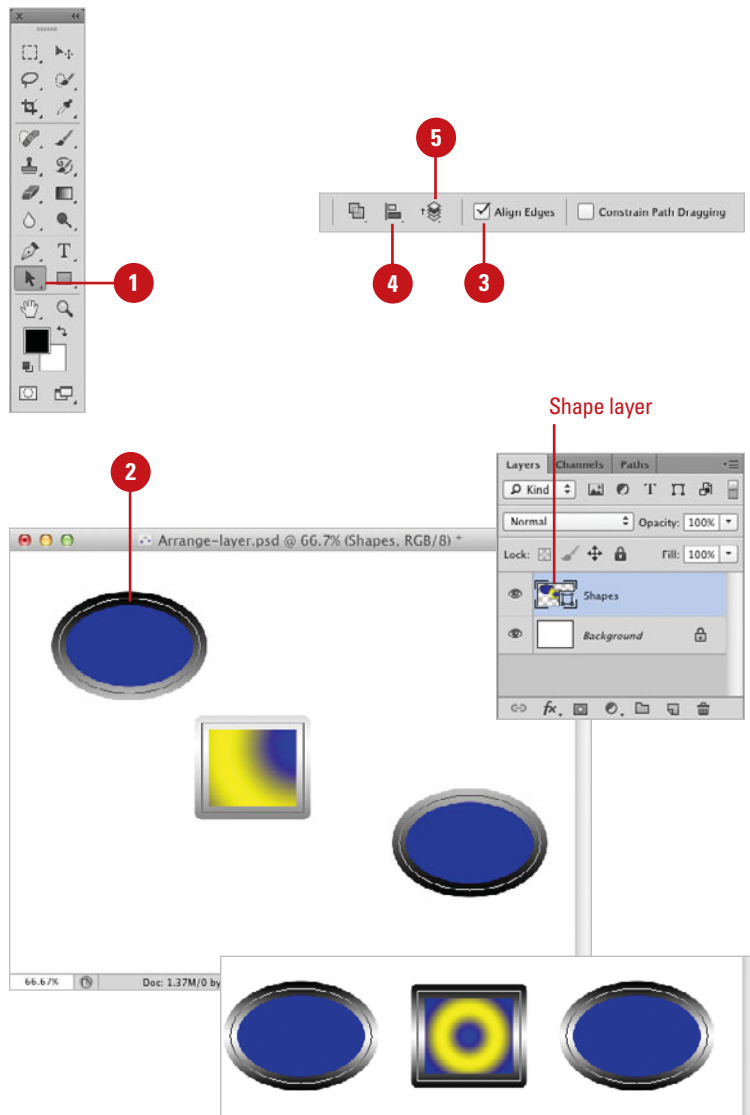 5
Align Edges
Constrain Path Dragging
1
4
3
Shape layer
2
Layers Channels Paths
Kind T
Normal Opacity: 100%
Lock: Fill: 100%
Shapes
Background
fx.
Arrange-layer.psd @ 66.7% (Shapes, RGB/8) *
66.67% Doc: 1.37M/0 by
T